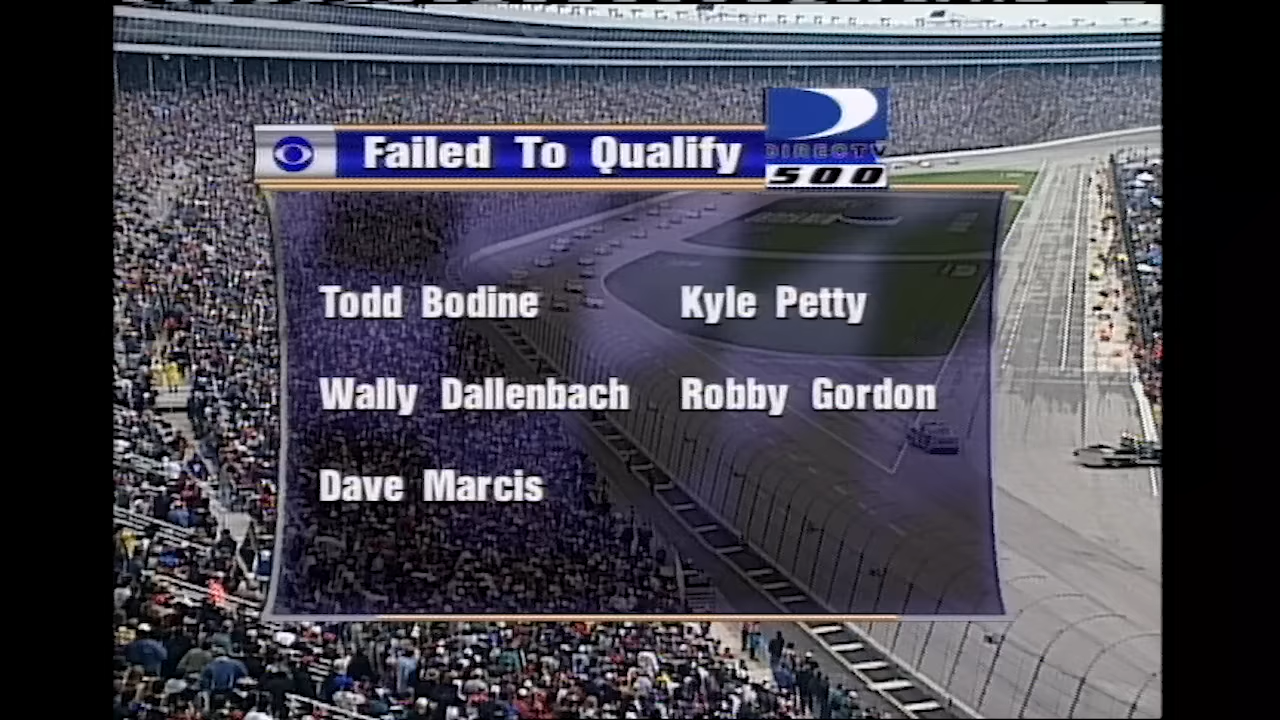 Failed To Qualify
DIRECTV
500
Todd Bodine
Kyle Petty
Wally Dallenbach
Robby Gordon
Dave Marcis